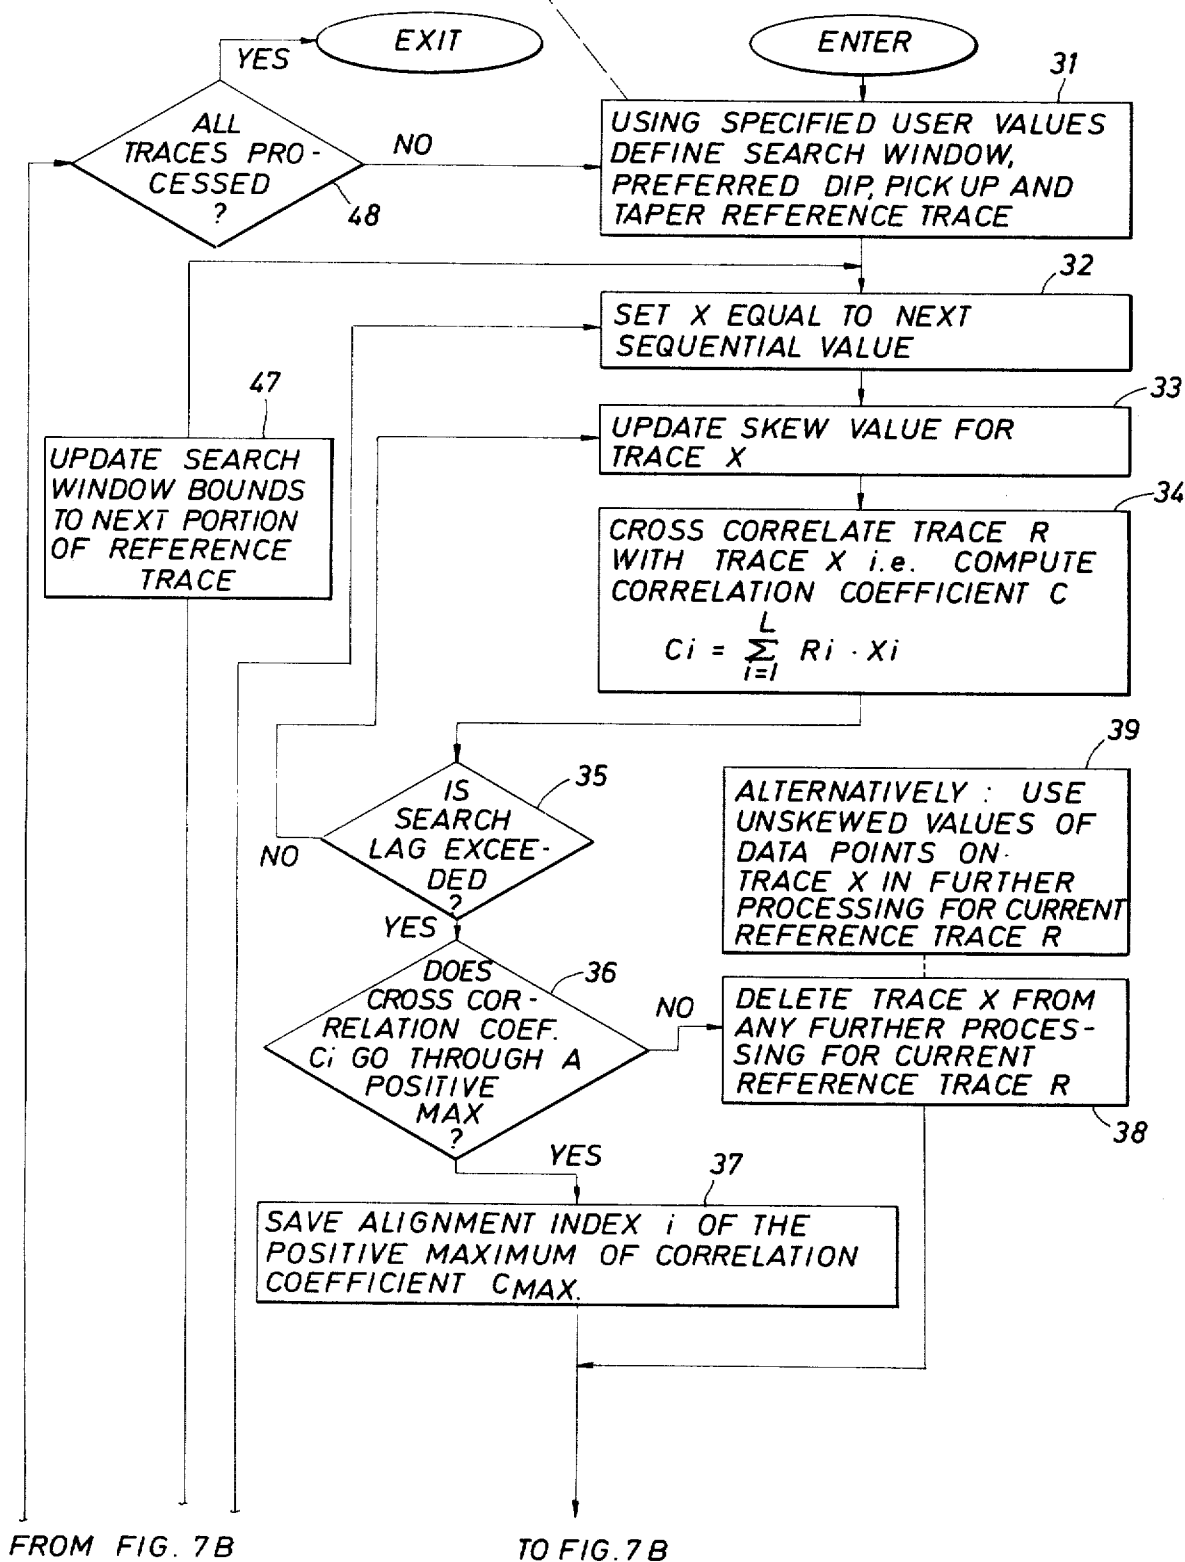 EXIT
ENTER
YES
31
ALL
TRACES PRO-
CESSED
?
NO
48
USING SPECIFIED USER VALUES
DEFINE SEARCH WINDOW,
PREFERRED DIP, PICK UP AND
TAPER REFERENCE TRACE
32
SET X EQUAL TO NEXT
SEQUENTIAL VALUE
47
33
UPDATE SEARCH
WINDOW BOUNDS
TO NEXT PORTION
OF REFERENCE
TRACE
UPDATE SKEW VALUE FOR
TRACE X
34
CROSS CORRELATE TRACE R
WITH TRACE X i.e. COMPUTE
CORRELATION COEFFICIENT C
L
Ci = Σ Ri · Xi
i=1
35
IS
SEARCH
LAG EXCEE-
DED
?
NO
YES
39
ALTERNATIVELY : USE
UNSKEWED VALUES OF
DATA POINTS ON
TRACE X IN FURTHER
PROCESSING FOR CURRENT
REFERENCE TRACE R
36
DOES
CROSS COR-
RELATION COEF.
Ci GO THROUGH A
POSITIVE
MAX
?
NO
DELETE TRACE X FROM
ANY FURTHER PROCES-
SING FOR CURRENT
REFERENCE TRACE R
38
YES
37
SAVE ALIGNMENT INDEX i OF THE
POSITIVE MAXIMUM OF CORRELATION
COEFFICIENT CMAX.
FROM FIG. 7B
TO FIG. 7B